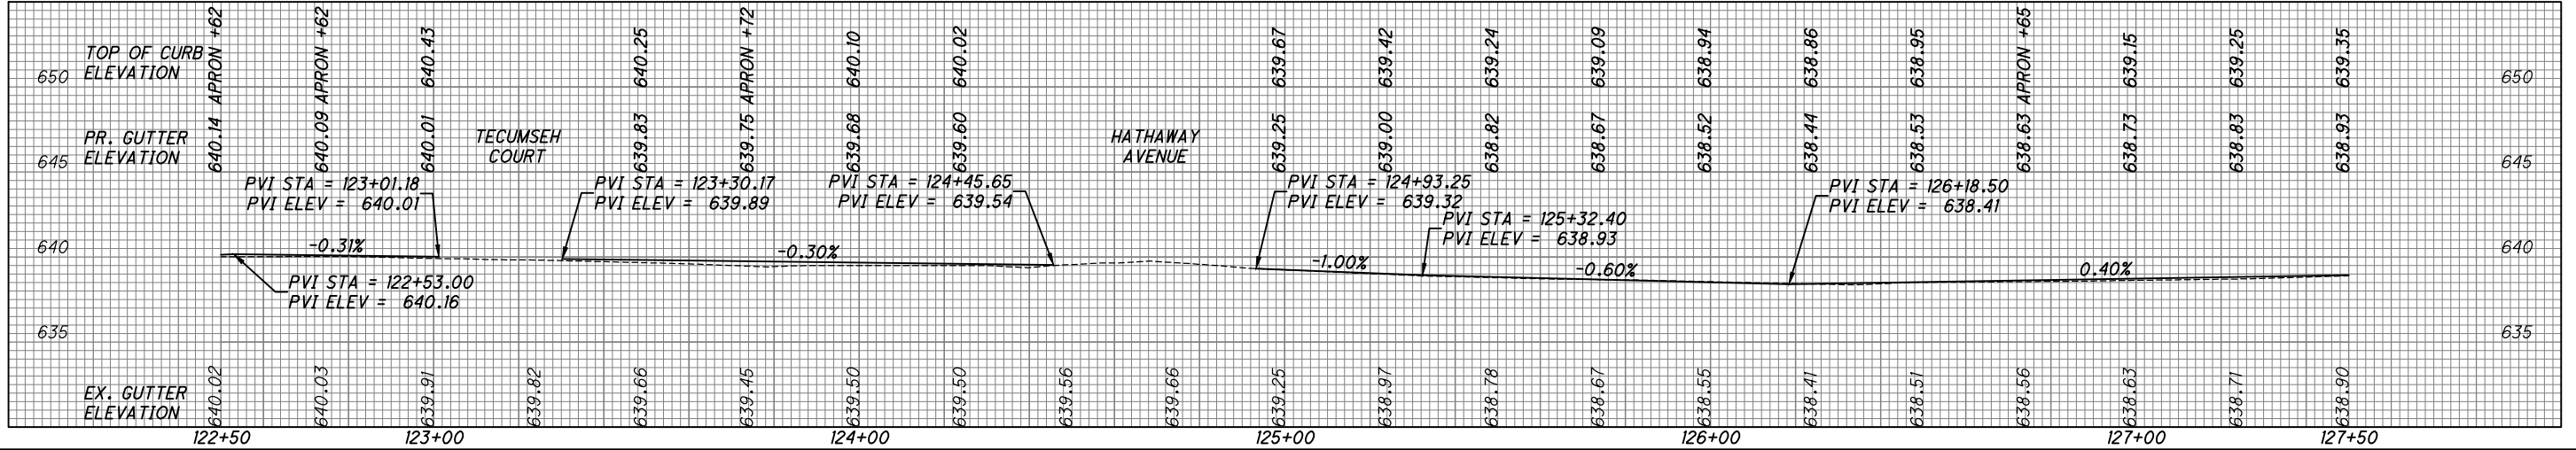 TOP OF CURB
ELEVATION
APRON +62
APRON +62
640.43
640.25
APRON +72
640.10
640.02
639.67
639.42
639.24
639.09
638.94
638.86
638.95
APRON +65
639.15
639.25
639.35
650
650
PR. GUTTER
ELEVATION
640.14
640.09
640.01
TECUMSEH
COURT
639.83
639.75
639.68
639.60
HATHAWAY
AVENUE
639.25
639.00
638.82
638.67
638.52
638.44
638.53
638.63
638.73
638.83
638.93
645
645
PVI STA = 123+01.18
PVI ELEV = 640.01
PVI STA = 123+30.17
PVI ELEV = 639.89
PVI STA = 124+45.65
PVI ELEV = 639.54
PVI STA = 124+93.25
PVI ELEV = 639.32
PVI STA = 125+32.40
PVI ELEV = 638.93
PVI STA = 126+18.50
PVI ELEV = 638.41
640
640
-0.31%
-0.30%
-1.00%
-0.60%
0.40%
PVI STA = 122+53.00
PVI ELEV = 640.16
635
635
EX. GUTTER
ELEVATION
640.02
640.03
639.91
639.82
639.66
639.45
639.50
639.50
639.56
639.66
639.25
638.97
638.78
638.67
638.55
638.41
638.51
638.56
638.63
638.71
638.90
122+50
123+00
124+00
125+00
126+00
127+00
127+50